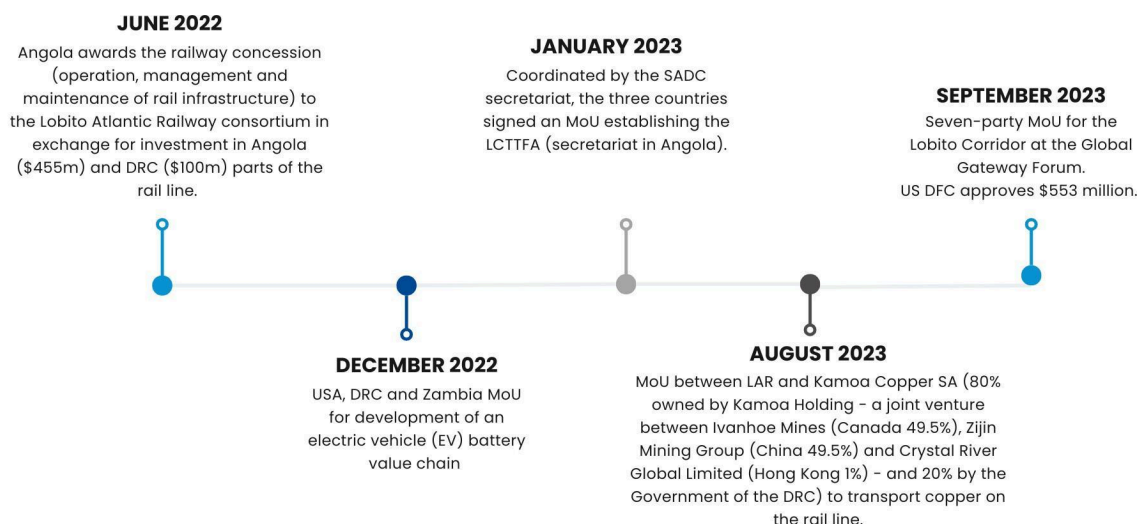 JUNE 2022
Angola awards the railway concession
(operation, management and
maintenance of rail infrastructure) to
the Lobito Atlantic Railway consortium in
exchange for investment in Angola
($455m) and DRC ($100m) parts of the
rail line.
DECEMBER 2022
USA, DRC and Zambia MoU
for development of an
electric vehicle (EV) battery
value chain
JANUARY 2023
Coordinated by the SADC
secretariat, the three countries
signed an MoU establishing the
LCTTFA (secretariat in Angola).
AUGUST 2023
MoU between LAR and Kamoa Copper SA (80%
owned by Kamoa Holding - a joint venture
between Ivanhoe Mines (Canada 49.5%), Zijin
Mining Group (China 49.5%) and Crystal River
Global Limited (Hong Kong 1%) - and 20% by the
Government of the DRC) to transport copper on
the rail line.
SEPTEMBER 2023
Seven-party MoU for the
Lobito Corridor at the Global
Gateway Forum.
US DFC approves $553 million.